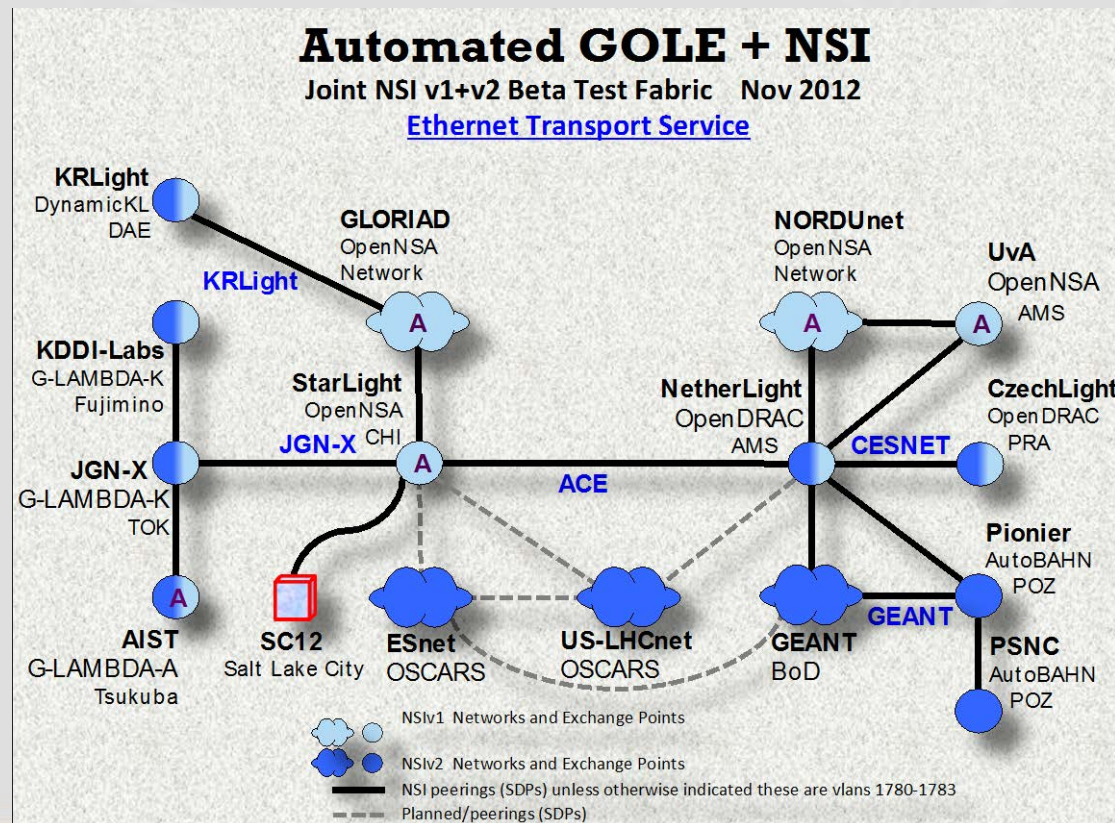 Automated GOLE + NSI
Joint NSI v1+v2 Beta Test Fabric Nov 2012
Ethernet Transport Service
KRLight
DynamicKL
DAE
KRLight
GLORIAD
OpenNSA
Network
A
NORDUnet
OpenNSA
Network
A
UvA
OpenNSA
AMS
A
KDDI-Labs
G-LAMBDA-K
Fujimino
StarLight
OpenNSA
CHI
A
NetherLight
OpenDRAC
AMS
CzechLight
OpenDRAC
PRA
JGN-X
ACE
CESNET
JGN-X
G-LAMBDA-K
TOK
Pionier
AutoBAHN
POZ
A
AIST
G-LAMBDA-A
Tsukuba
SC12
Salt Lake City
ESnet
OSCARS
US-LHCnet
OSCARS
GEANT
BoD
GEANT
PSNC
AutoBAHN
POZ
NSIv1 Networks and Exchange Points
NSIv2 Networks and Exchange Points
NSI peerings (SDPs) unless otherwise indicated these are vlans 1780-1783
Planned/peerings (SDPs)